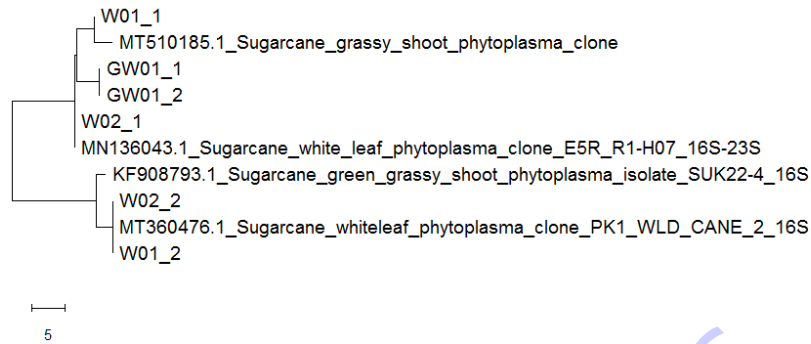 W01_1
MT510185.1_Sugarcane_grassy_shoot_phytoplasma_clone
GW01_1
GW01_2
W02_1
MN136043.1_Sugarcane_white_leaf_phytoplasma_clone_E5R_R1-H07_16S-23S
KF908793.1_Sugarcane_green_grassy_shoot_phytoplasma_isolate_SUK22-4_16S
W02_2
MT360476.1_Sugarcane_whiteleaf_phytoplasma_clone_PK1_WLD_CANE_2_16S
W01_2
5